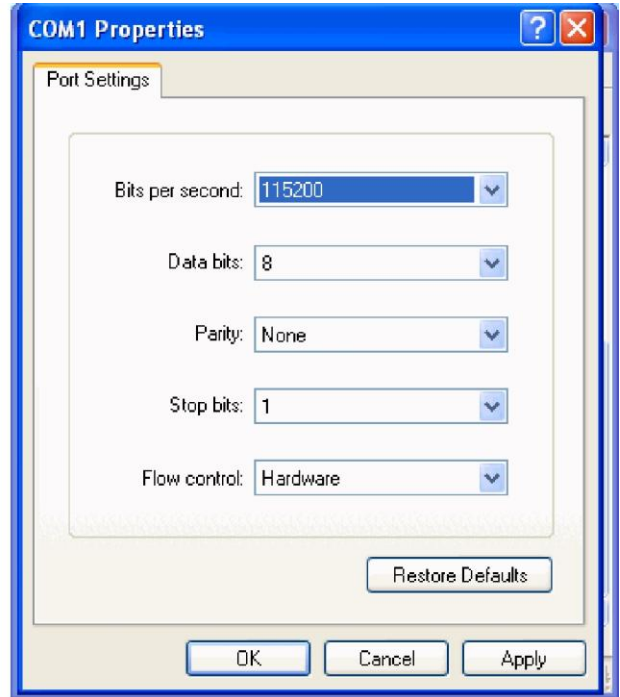 COM1 Properties
Port Settings
Bits per second: 115200
Data bits: 8
Parity: None
Stop bits: 1
Flow control: Hardware
Restore Defaults
OK Cancel Apply